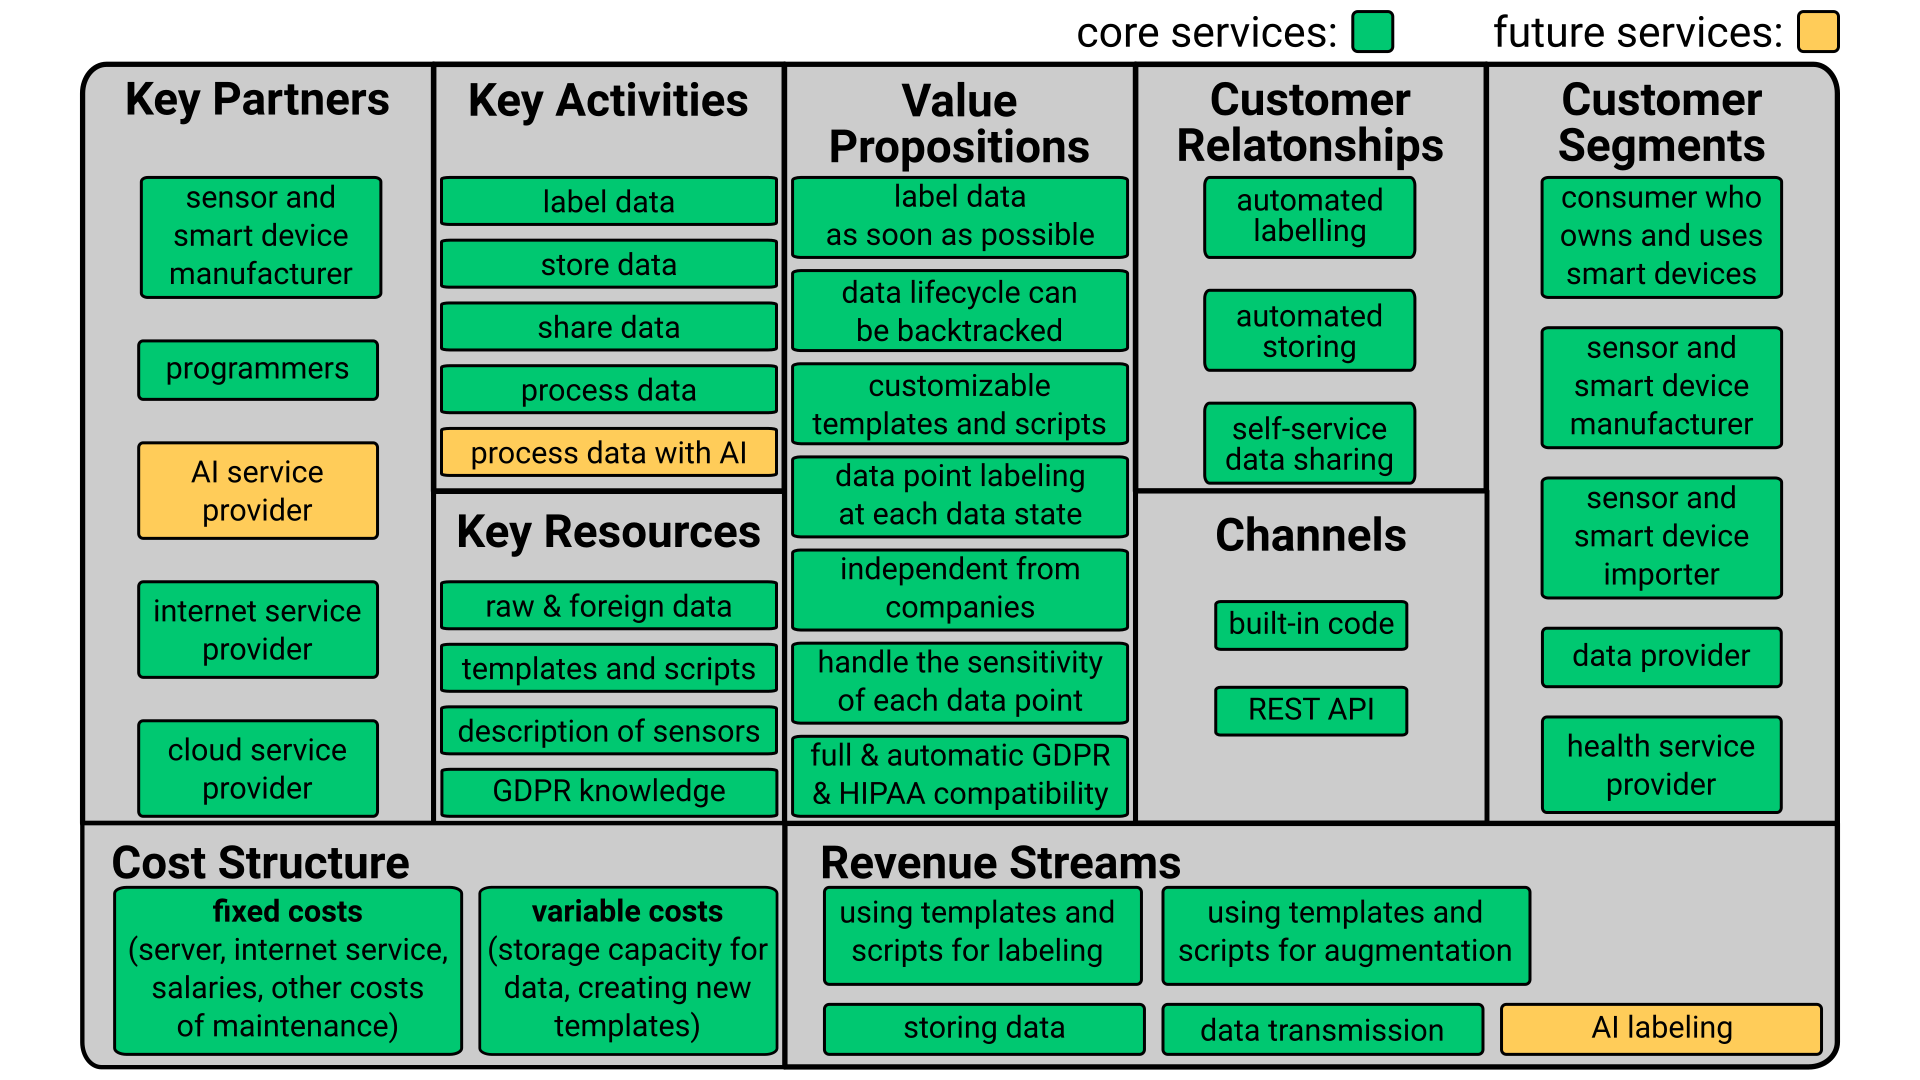 core services:
future services:
Key Partners
sensor and
smart device
manufacturer
programmers
AI service
provider
internet service
provider
cloud service
provider
Key Activities
label data
store data
share data
process data
process data with AI
Key Resources
raw & foreign data
templates and scripts
description of sensors
GDPR knowledge
Value
Propositions
label data
as soon as possible
data lifecycle can
be backtracked
customizable
templates and scripts
data point labeling
at each data state
independent from
companies
handle the sensitivity
of each data point
full & automatic GDPR
& HIPAA compatibility
Customer
Relatonships
automated
labelling
automated
storing
self-service
data sharing
Channels
built-in code
REST API
Customer
Segments
consumer who
owns and uses
smart devices
sensor and
smart device
manufacturer
sensor and
smart device
importer
data provider
health service
provider
Cost Structure
fixed costs
(server, internet service,
salaries, other costs
of maintenance)
variable costs
(storage capacity for
data, creating new
templates)
Revenue Streams
using templates and
scripts for labeling
using templates and
scripts for augmentation
storing data
data transmission
AI labeling